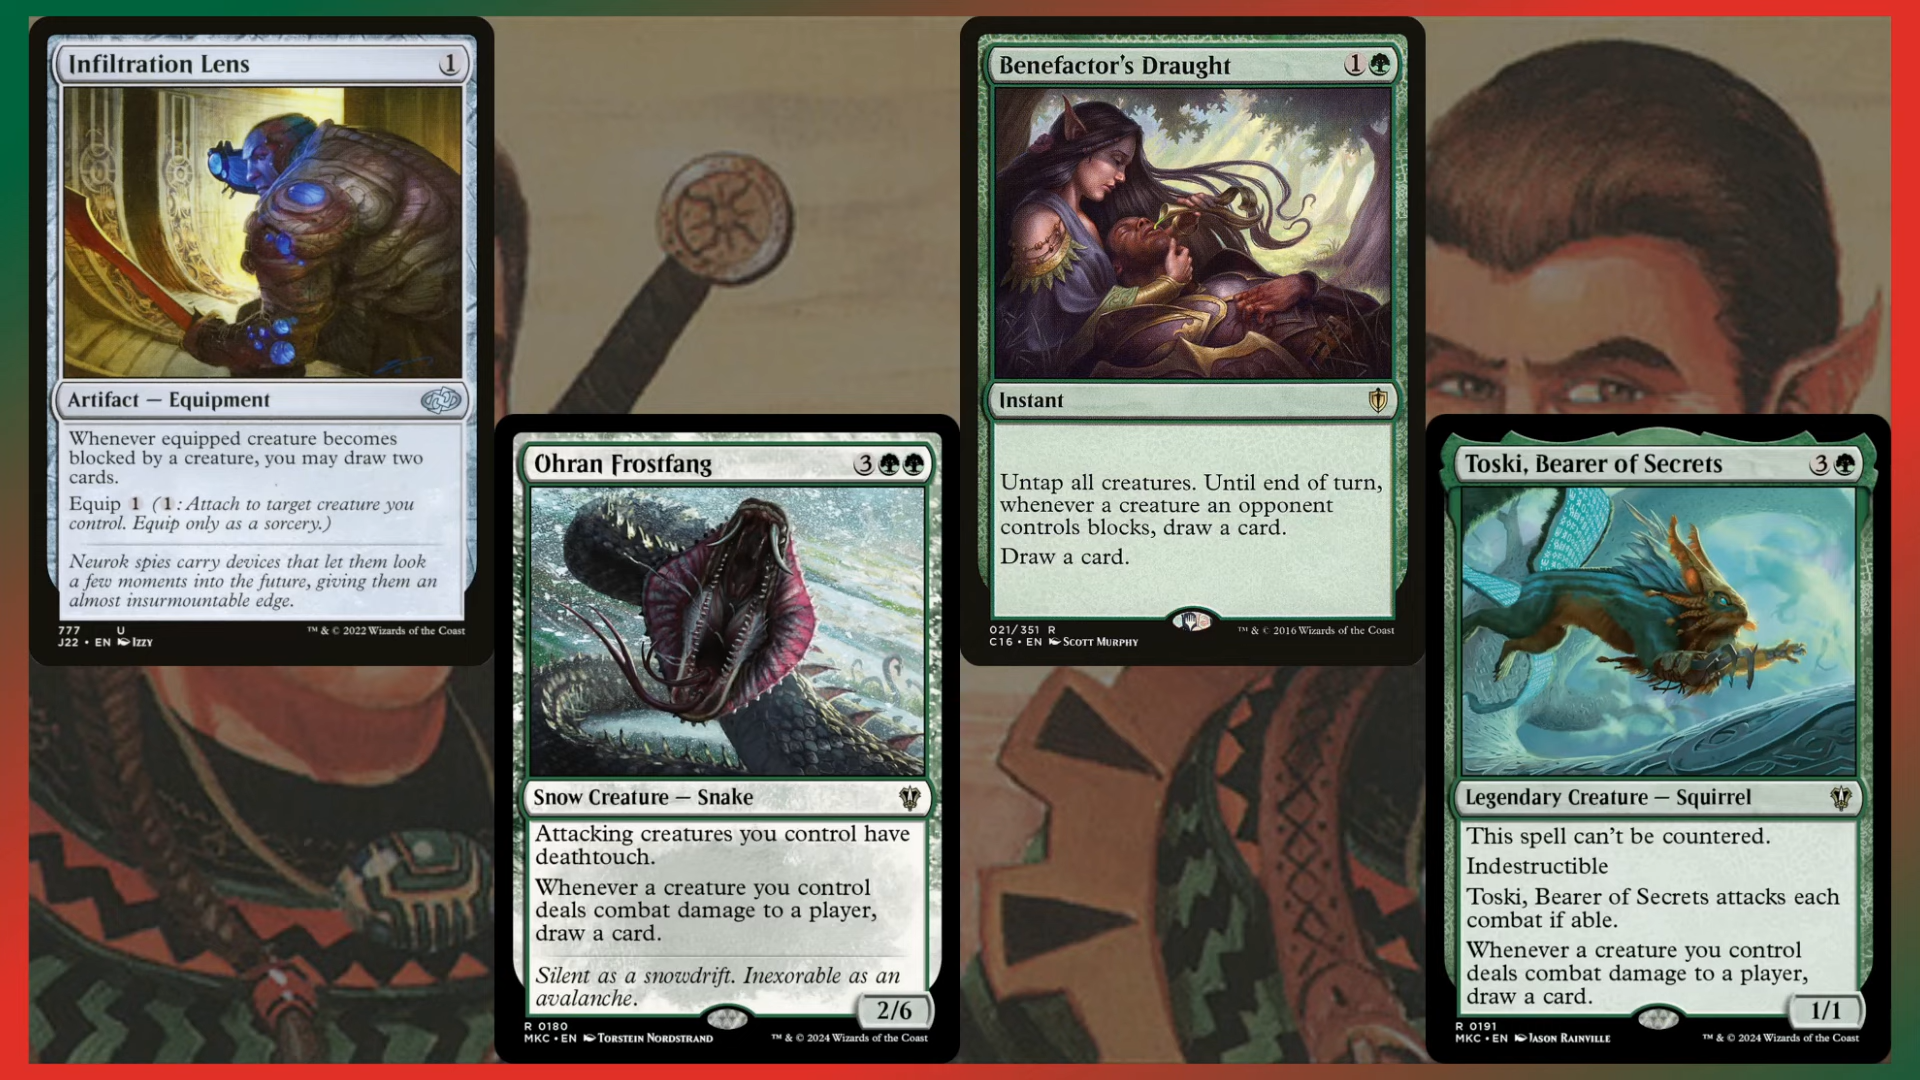 Infiltration Lens 1
Artifact — Equipment
Whenever equipped creature becomes
blocked by a creature, you may draw two
cards.
Equip 1 (1: Attach to target creature you
control. Equip only as a sorcery.)
Neurok spies carry devices that let them look
a few moments into the future, giving them an
almost insurmountable edge.
777 U
J22 • EN Izzy
™ & © 2022 Wizards of the Coast
Ohran Frostfang 3
Snow Creature — Snake
Attacking creatures you control have
deathtouch.
Whenever a creature you control
deals combat damage to a player,
draw a card.
Silent as a snowdrift. Inexorable as an
avalanche.
2/6
R 0180
MKC • EN Torstein Nordstrand
™ & © 2024 Wizards of the Coast
Benefactor's Draught 1
Instant
Untap all creatures. Until end of turn,
whenever a creature an opponent
controls blocks, draw a card.
Draw a card.
021/351 R
C16 • EN Scott Murphy
™ & © 2016 Wizards of the Coast
Toski, Bearer of Secrets 3
Legendary Creature — Squirrel
This spell can't be countered.
Indestructible
Toski, Bearer of Secrets attacks each
combat if able.
Whenever a creature you control
deals combat damage to a player,
draw a card.
1/1
R 0191
MKC • EN Jason Rainville
™ & © 2024 Wizards of the Coast